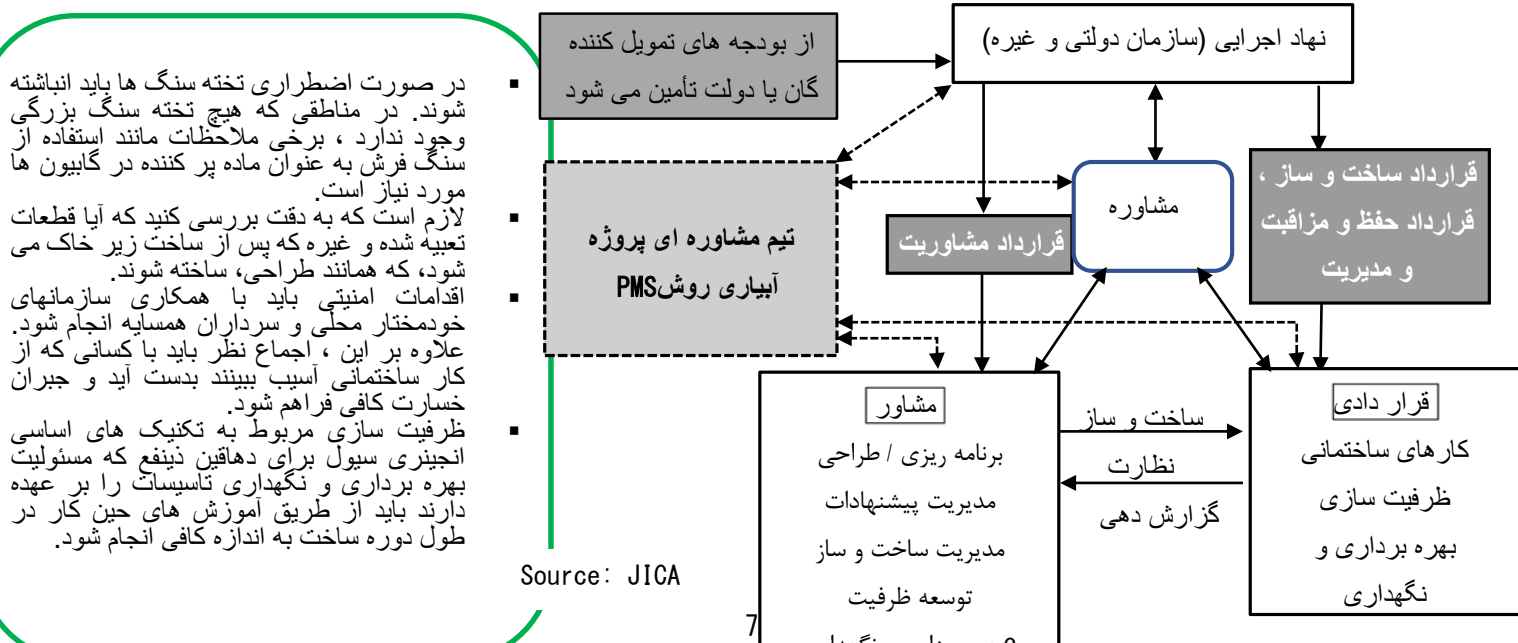 در صورت اضطراری تخته سنگ ها باید انباشته
شوند. در مناطقی که هیچ تخته سنگ بزرگی
وجود ندارد ، برخی ملاحظات مانند استفاده از
سنگ فرش به عنوان ماده پر کننده در گابیون ها
مورد نیاز است.
لازم است که به دقت بررسی کنید که آیا قطعات
تعبیه شده و غیره که پس از ساخت زیر خاک می
شود، که همانند طراحی، ساخته شوند.
اقدامات امنیتی باید با همکاری سازمانهای
خودمختار محلی و سرداران همسایه انجام شود.
علاوه بر این ، اجماع نظر باید با کسانی که از
کار ساختمانی آسیب ببینند بدست آید و جبران
خسارت کافی فراهم شود.
ظرفیت سازی مربوط به تکنیک های اساسی
انجینری سیول برای دهاقین ذینفع که مسئولیت
بهره برداری و نگهداری تاسیسات را بر عهده
دارند باید از طریق آموزش های حین کار در
طول دوره ساخت به اندازه کافی انجام شود.
از بودجه های تمویل کننده
گان یا دولت تأمین می شود
نهاد اجرایی (سازمان دولتی و غیره)
تیم مشاوره ای پروژه
آبیاری روشPMS
قرارداد مشاوریت
مشاوره
قرارداد ساخت و ساز ،
قرارداد حفظ و مراقبت
و مدیریت
مشاور
برنامه ریزی / طراحی
مدیریت پیشنهادات
مدیریت ساخت و ساز
توسعه ظرفیت
ساخت و ساز
نظارت
گزارش دهی
قرار دادی
کارهای ساختمانی
ظرفیت سازی
بهره برداری و
نگهداری
Source: JICA
7